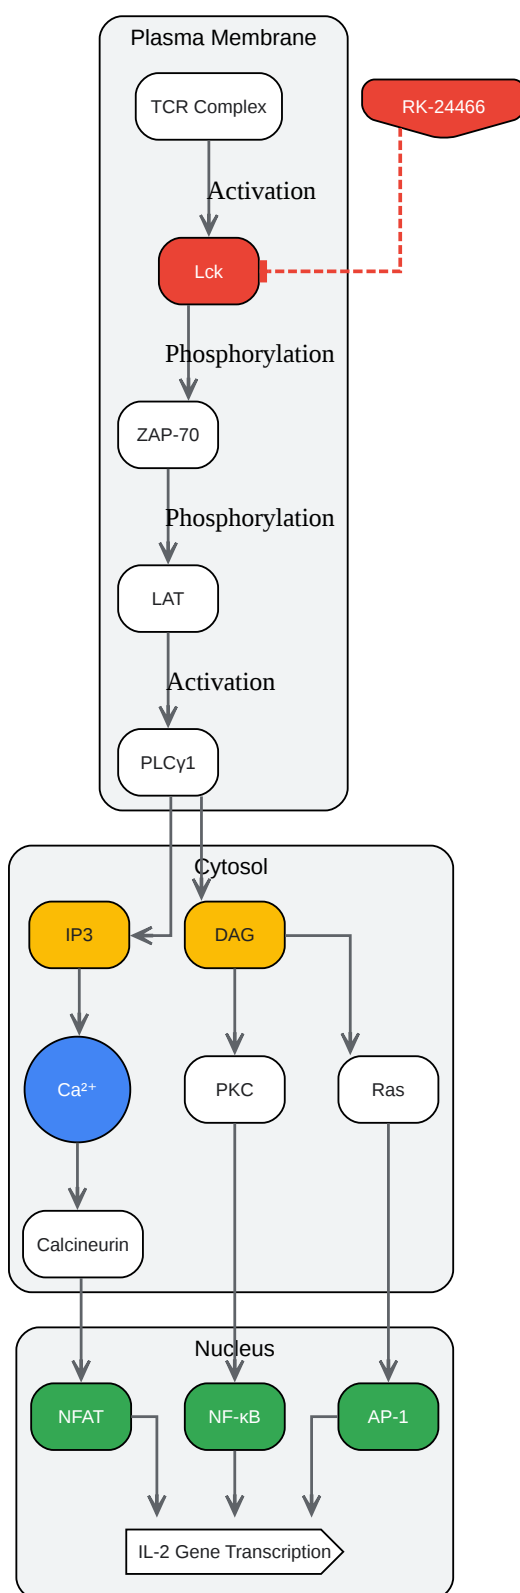 Plasma Membrane
TCR Complex
RK-24466
Activation
Lck
Phosphorylation
ZAP-70
Phosphorylation
LAT
Activation
PLCγ1
Cytosol
IP3
DAG
Ca²⁺
PKC
Ras
Calcineurin
Nucleus
NFAT
NF-κB
AP-1
IL-2 Gene Transcription